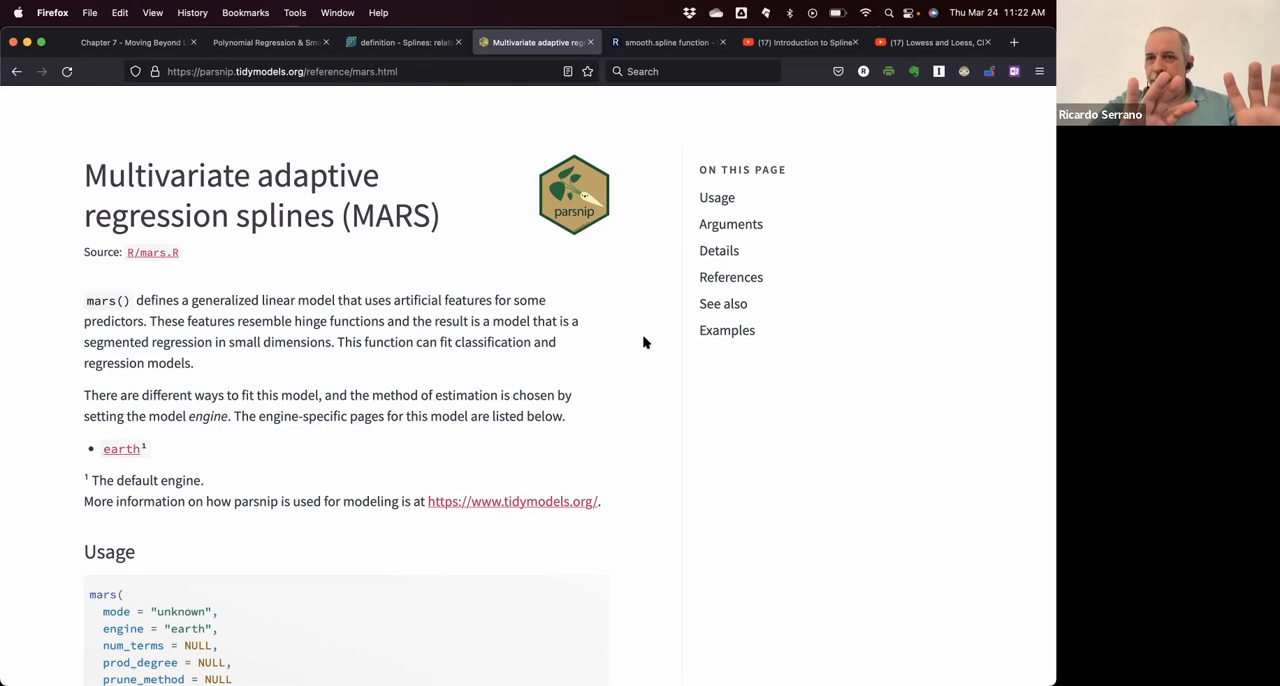 Firefox File Edit View History Bookmarks Tools Window Help Thu Mar 24 11:22 AM
Chapter 7 - Moving Beyond L Polynomial Regression & Smo definition - Splines: relat Multivariate adaptive reg smooth.spline function - (17) Introduction to Spline (17) Lowess and Loess, Cl
https://parsnip.tidymodels.org/reference/mars.html Search
Ricardo Serrano
Multivariate adaptive
regression splines (MARS)
parsnip
Source: R/mars.R
mars() defines a generalized linear model that uses artificial features for some
predictors. These features resemble hinge functions and the result is a model that is a
segmented regression in small dimensions. This function can fit classification and
regression models.
There are different ways to fit this model, and the method of estimation is chosen by
setting the model engine. The engine-specific pages for this model are listed below.
• earth¹
¹ The default engine.
More information on how parsnip is used for modeling is at https://www.tidymodels.org/.
Usage
mars(
mode = "unknown",
engine = "earth",
num_terms = NULL,
prod_degree = NULL,
prune_method = NULL
ON THIS PAGE
Usage
Arguments
Details
References
See also
Examples